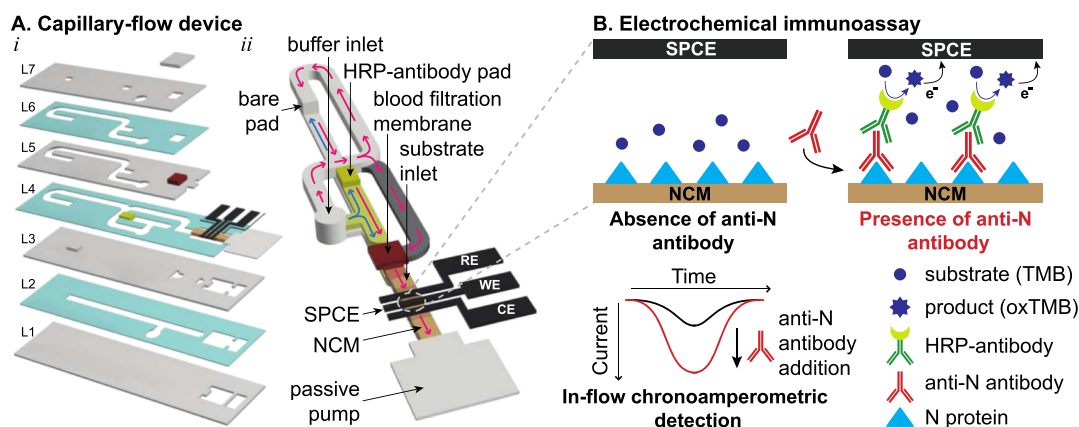 A. Capillary-flow device
i
ii
L7
L6
L5
L4
L3
L2
L1
buffer inlet
HRP-antibody pad
bare
pad
blood filtration
membrane
substrate
inlet
RE
WE
CE
SPCE
NCM
passive
pump
B. Electrochemical immunoassay
SPCE
NCM
Absence of anti-N
antibody
SPCE
e-
e-
NCM
Presence of anti-N
antibody
Time
Current
anti-N
antibody
addition
In-flow chronoamperometric
detection
substrate (TMB)
product (oxTMB)
HRP-antibody
anti-N antibody
N protein